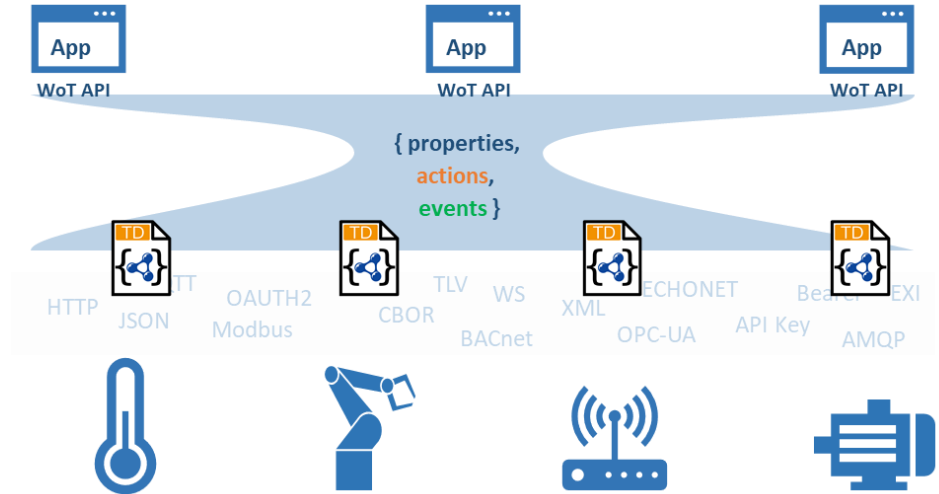 App
App
App
WoT API
WoT API
WoT API
{ properties,
actions,
events }
TD
TD
TD
TD
HTTP
JSON
OAUTH2
Modbus
CBOR
TLV
WS
BACnet
XML
ECHONET
OPC-UA
API Key
EXI
AMQP